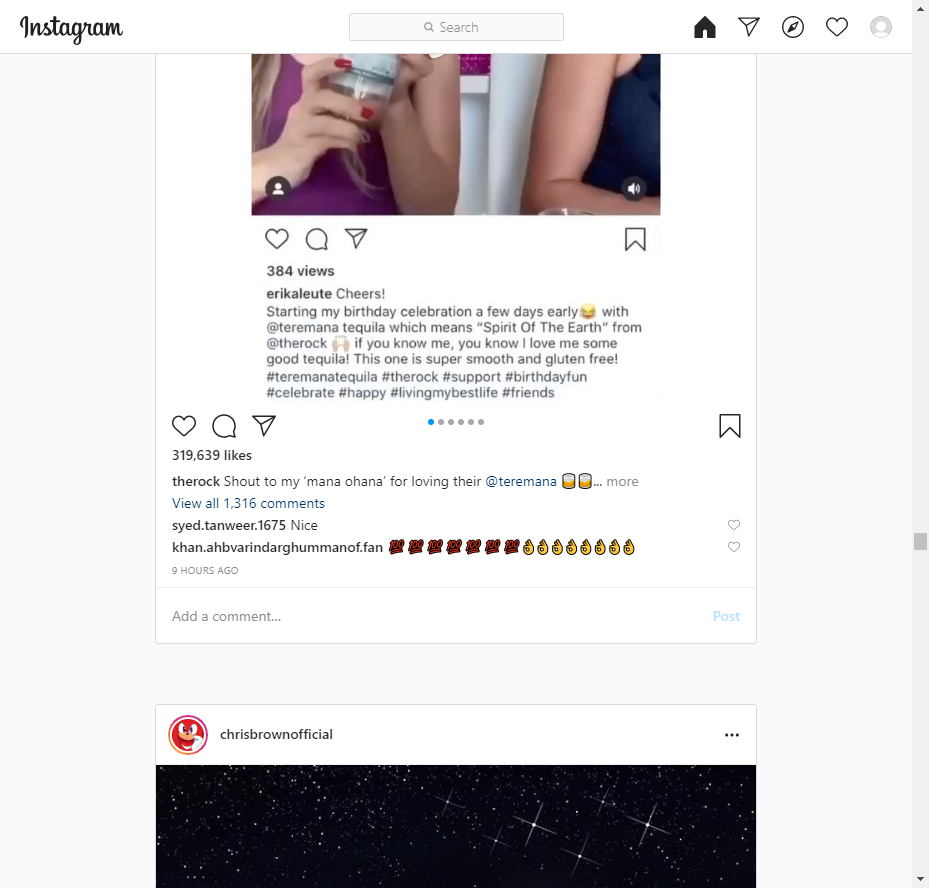 Instagram
Search
384 views
erikaleute Cheers!
Starting my birthday celebration a few days early😂 with
@teremana tequila which means “Spirit Of The Earth” from
@therock 🙌🏻 if you know me, you know I love me some
good tequila! This one is super smooth and gluten free!
#teremanatequila #therock #support #birthdayfun
#celebrate #happy #livingmybestlife #friends
319,639 likes
therock Shout to my ‘mana ohana’ for loving their @teremana 🥃🥃... more
View all 1,316 comments
syed.tanweer.1675 Nice
khan.ahbvarindarghummanof.fan 💯💯💯💯💯💯💯👌👌👌👌👌👌👌👌
9 HOURS AGO
Add a comment... Post
chrisbrownofficial